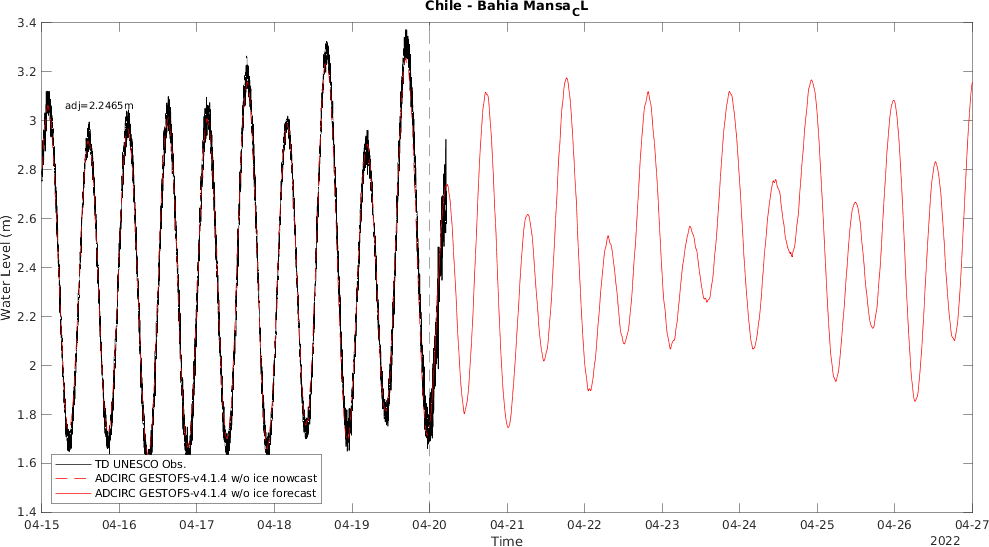 Chile - Bahia Mansa_CL
3.4
3.2
3
2.8
2.6
2.4
2.2
2
1.8
1.6
1.4
Water Level (m)
adj=2.2465m
TD UNESCO Obs.
ADCIRC GESTOFS-v4.1.4 w/o ice nowcast
ADCIRC GESTOFS-v4.1.4 w/o ice forecast
04-15 04-16 04-17 04-18 04-19 04-20 04-21 04-22 04-23 04-24 04-25 04-26 04-27
Time
2022